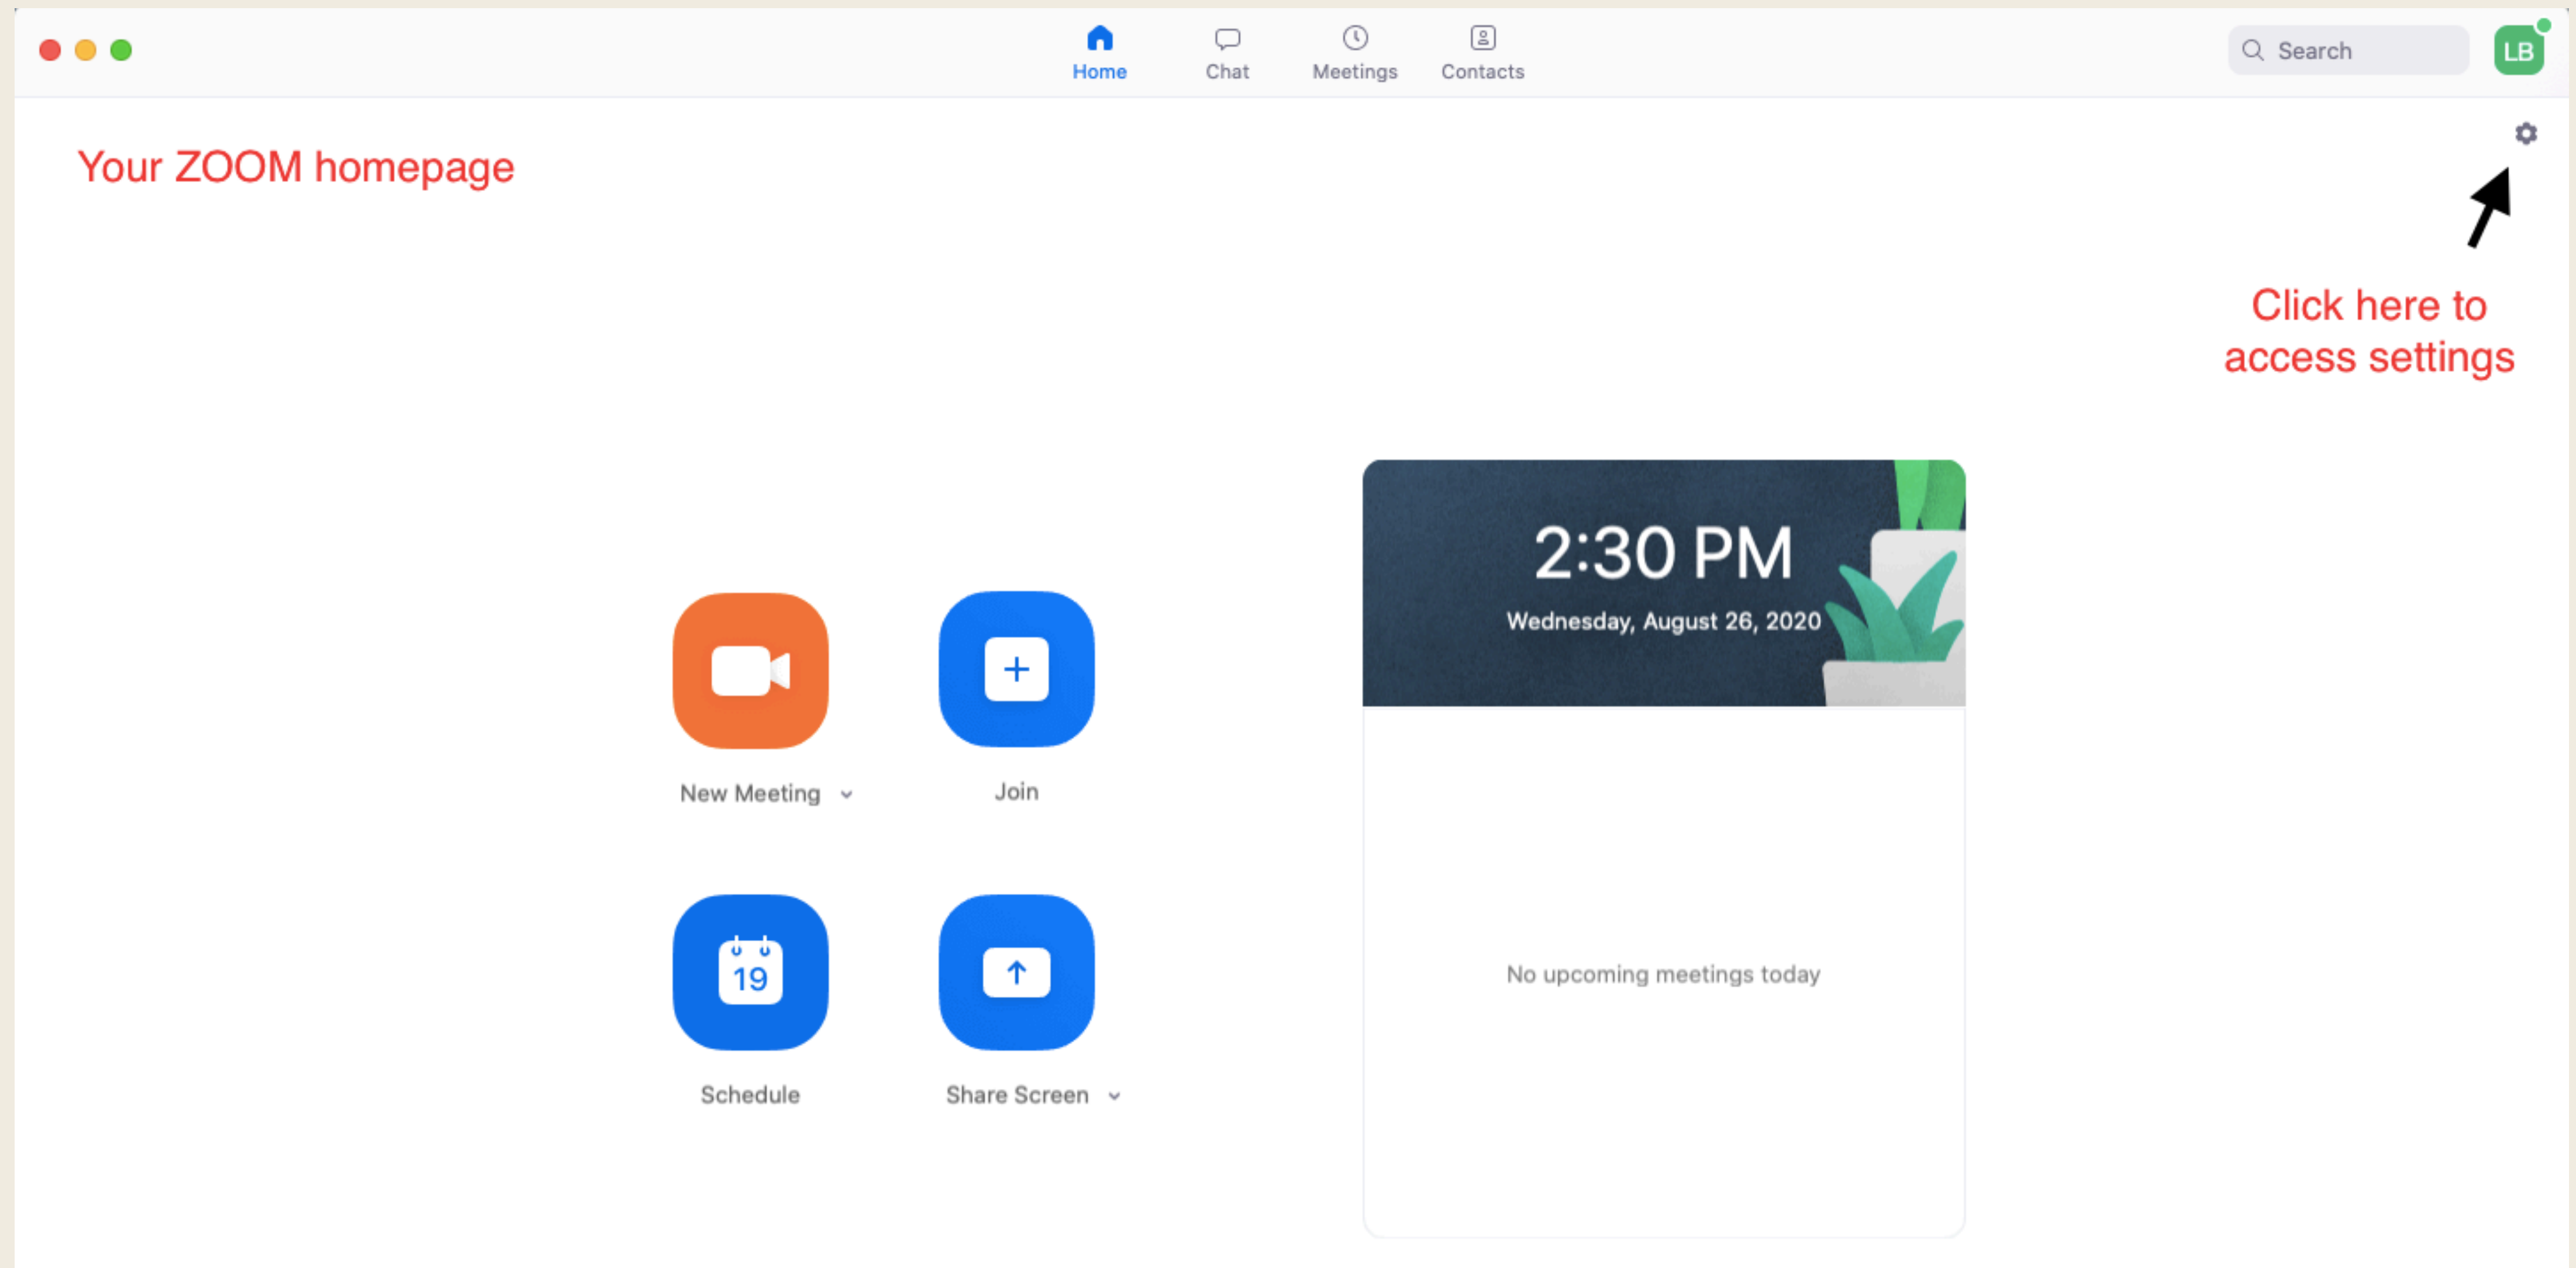 Home
Chat
Meetings
Contacts
Search
LB
Your ZOOM homepage
Click here to
access settings
2:30 PM
Wednesday, August 26, 2020
New Meeting
Join
19
Schedule
Share Screen
No upcoming meetings today